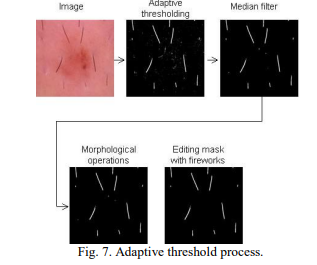 Image
Adaptive
thresholding
Median filter
Morphological
operations
Editing mask
with fireworks
Fig. 7. Adaptive threshold process.